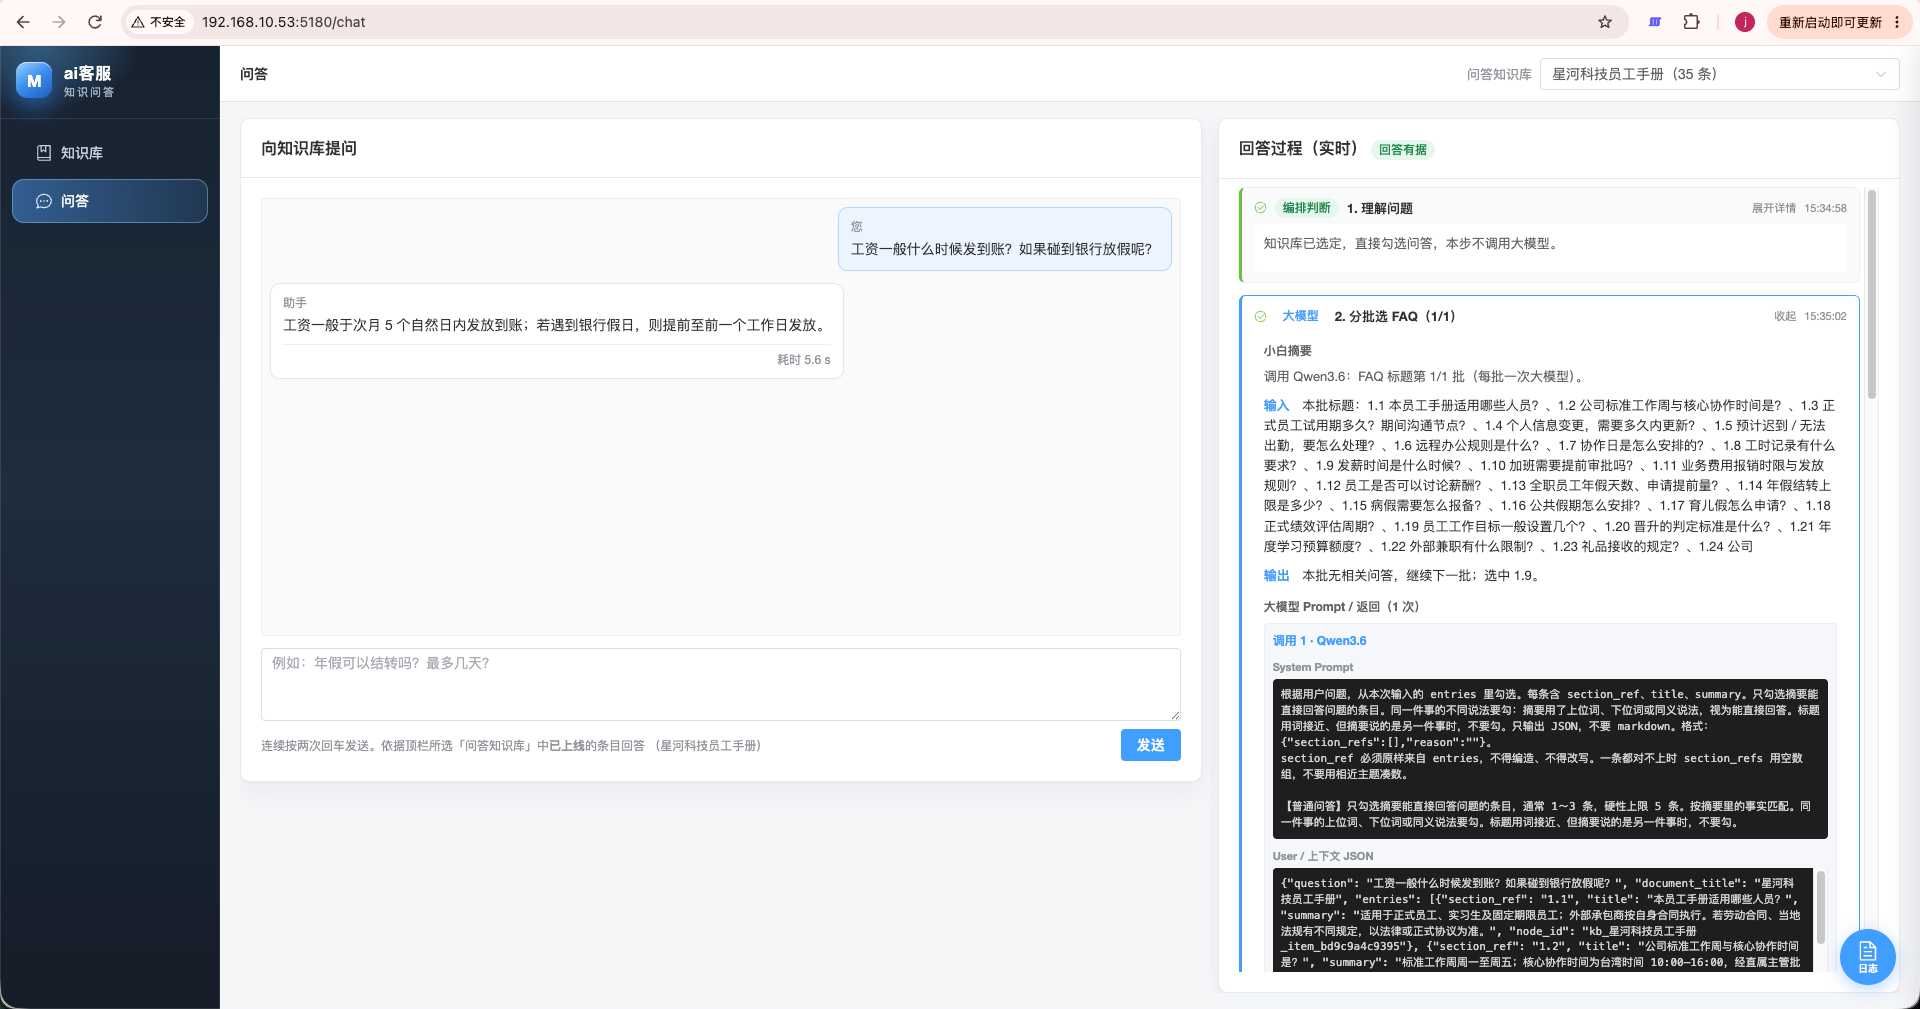 不安全
192.168.10.53:5180/chat
j
重新启动即可更新
M
ai客服
知识问答
知识库
问答
问答
问答知识库
星河科技员工手册（35 条）
向知识库提问
您
工资一般什么时候发到账？如果碰到银行放假呢？
助手
工资一般于次月 5 个自然日内发放到账；若遇到银行假日，则提前至前一个工作日发放。
耗时 5.6 s
例如：年假可以结转吗？最多几天？
连续按两次回车发送。依据顶栏所选「问答知识库」中已上线的条目回答 （星河科技员工手册）
发送
回答过程（实时）
回答有据
编排判断 1. 理解问题
展开详情 15:34:58
知识库已选定，直接勾选问答，本步不调用大模型。
大模型 2. 分批选 FAQ（1/1）
收起 15:35:02
小白摘要
调用 Qwen3.6：FAQ 标题第 1/1 批（每批一次大模型）。
输入 本批标题：1.1 本员工手册适用哪些人员？、1.2 公司标准工作周与核心协作时间是？、1.3 正
式员工试用期多久？期间沟通节点？、1.4 个人信息变更，需要多久内更新？、1.5 预计迟到 / 无法
出勤，要怎么处理？、1.6 远程办公规则是什么？、1.7 协作日是怎么安排的？、1.8 工时记录有什么
要求？、1.9 发薪时间是什么时候？、1.10 加班需要提前审批吗？、1.11 业务费用报销时限与发放
规则？、1.12 员工是否可以讨论薪酬？、1.13 全职员工年假天数、申请提前量？、1.14 年假结转上
限是多少？、1.15 病假需要怎么报备？、1.16 公共假期怎么安排？、1.17 育儿假怎么申请？、1.18
正式绩效评估周期？、1.19 员工工作目标一般设置几个？、1.20 晋升的判定标准是什么？、1.21 年
度学习预算额度？、1.22 外部兼职有什么限制？、1.23 礼品接收的规定？、1.24 公司
输出 本批无相关问答，继续下一批；选中 1.9。
大模型 Prompt / 返回（1 次）
调用 1 · Qwen3.6
System Prompt
根据用户问题，从本次输入的 entries 里勾选。每条含 section_ref、title、summary。只勾选摘要能
直接回答问题的条目。同一件事的不同说法要勾：摘要用了上位词、下位词或同义说法，视为能直接回答。标题
用词接近、但摘要说的是另一件事时，不要勾。只输出 JSON，不要 markdown。格式：
{"section_refs":[],"reason":""}。
section_ref 必须原样来自 entries，不得编造、不得改写。一条都对不上时 section_refs 用空数
组，不要用相近主题凑数。
【普通问答】只勾选摘要能直接回答问题的条目，通常 1～3 条，硬性上限 5 条。按摘要里的事实匹配。同
一件事的上位词、下位词或同义说法要勾。标题用词接近、但摘要说的是另一件事时，不要勾。
User / 上下文 JSON
{"question": "工资一般什么时候发到账？如果碰到银行放假呢？", "document_title": "星河科
技员工手册", "entries": [{"section_ref": "1.1", "title": "本员工手册适用哪些人员？",
"summary": "适用于正式员工、实习生及固定期限员工；外部承包商按自身合同执行。若劳动合同、当地
法规有不同规定，以法律或正式协议为准。", "node_id": "kb_星河科技员工手册
_item_bd9c9a4c9395"}, {"section_ref": "1.2", "title": "公司标准工作周与核心协作时间
是？", "summary": "标准工作周周一至周五；核心协作时间为台湾时间 10:00—16:00，经直属主管批
日志